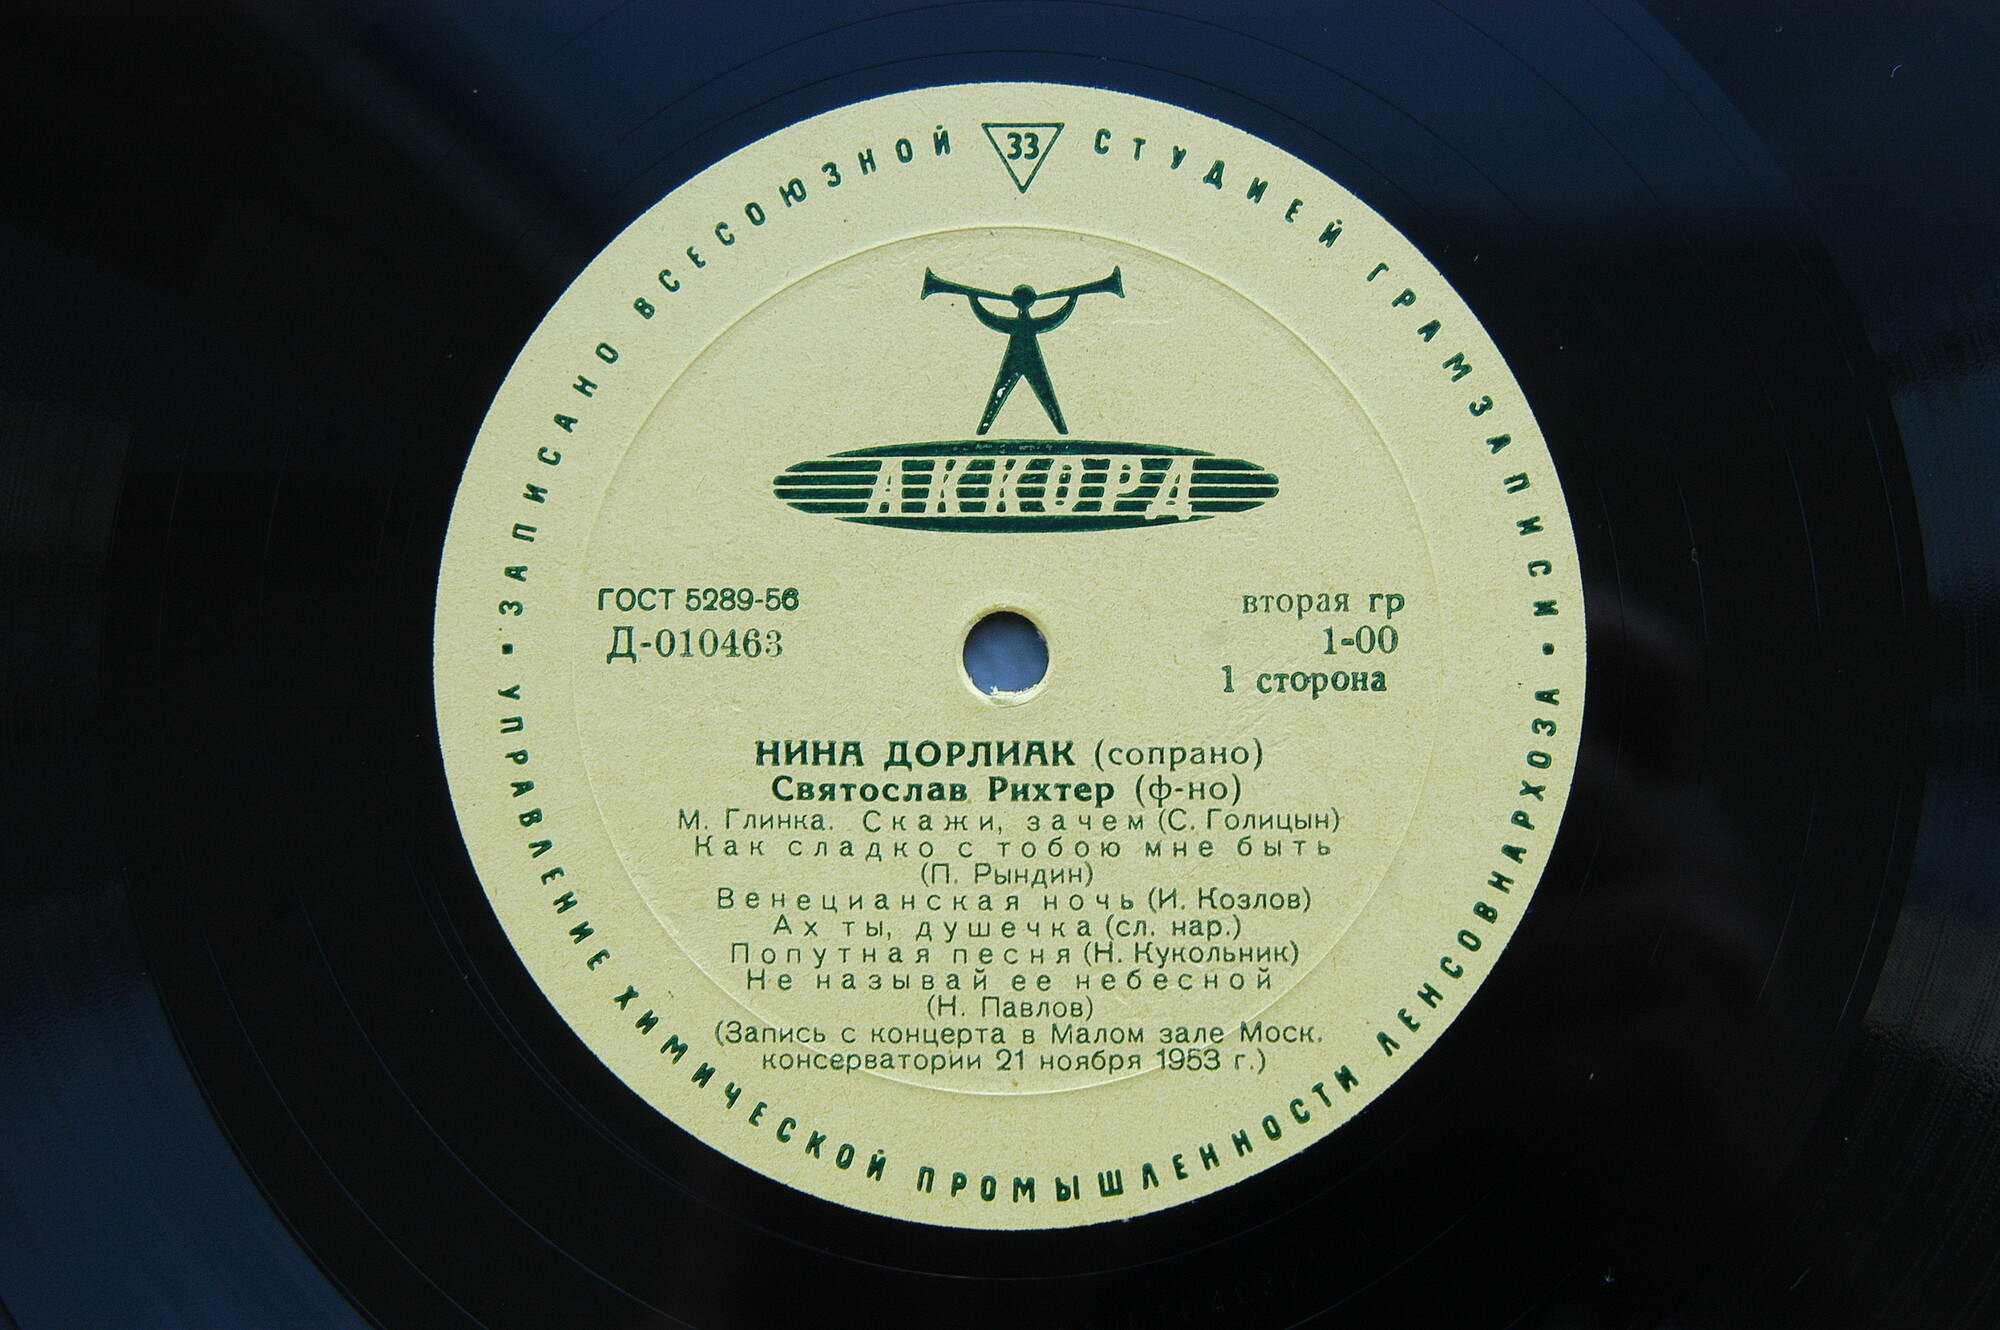 ЗАПИСАНО ВСЕСОЮЗНОЙ 33 СТУДИЕЙ ГРАМЗАПИСИ
АККОРД
ГОСТ 5289-56
Д-010463
вторая гр
1-00
1 сторона
НИНА ДОРЛИАК (сопрано)
Святослав Рихтер (ф-но)
М. Глинка. Скажи, зачем (С. Голицын)
Как сладко с тобою мне быть
(П. Рындин)
Венецианская ночь (И. Козлов)
Ах ты, душечка (сл. нар.)
Попутная песня (Н. Кукольник)
Не называй ее небесной
(Н. Павлов)
(Запись с концерта в Малом зале Моск.
консерватории 21 ноября 1953 г.)
УПРАВЛЕНИЕ ХИМИЧЕСКОЙ ПРОМЫШЛЕННОСТИ ЛЕНСОВНАРХОЗА